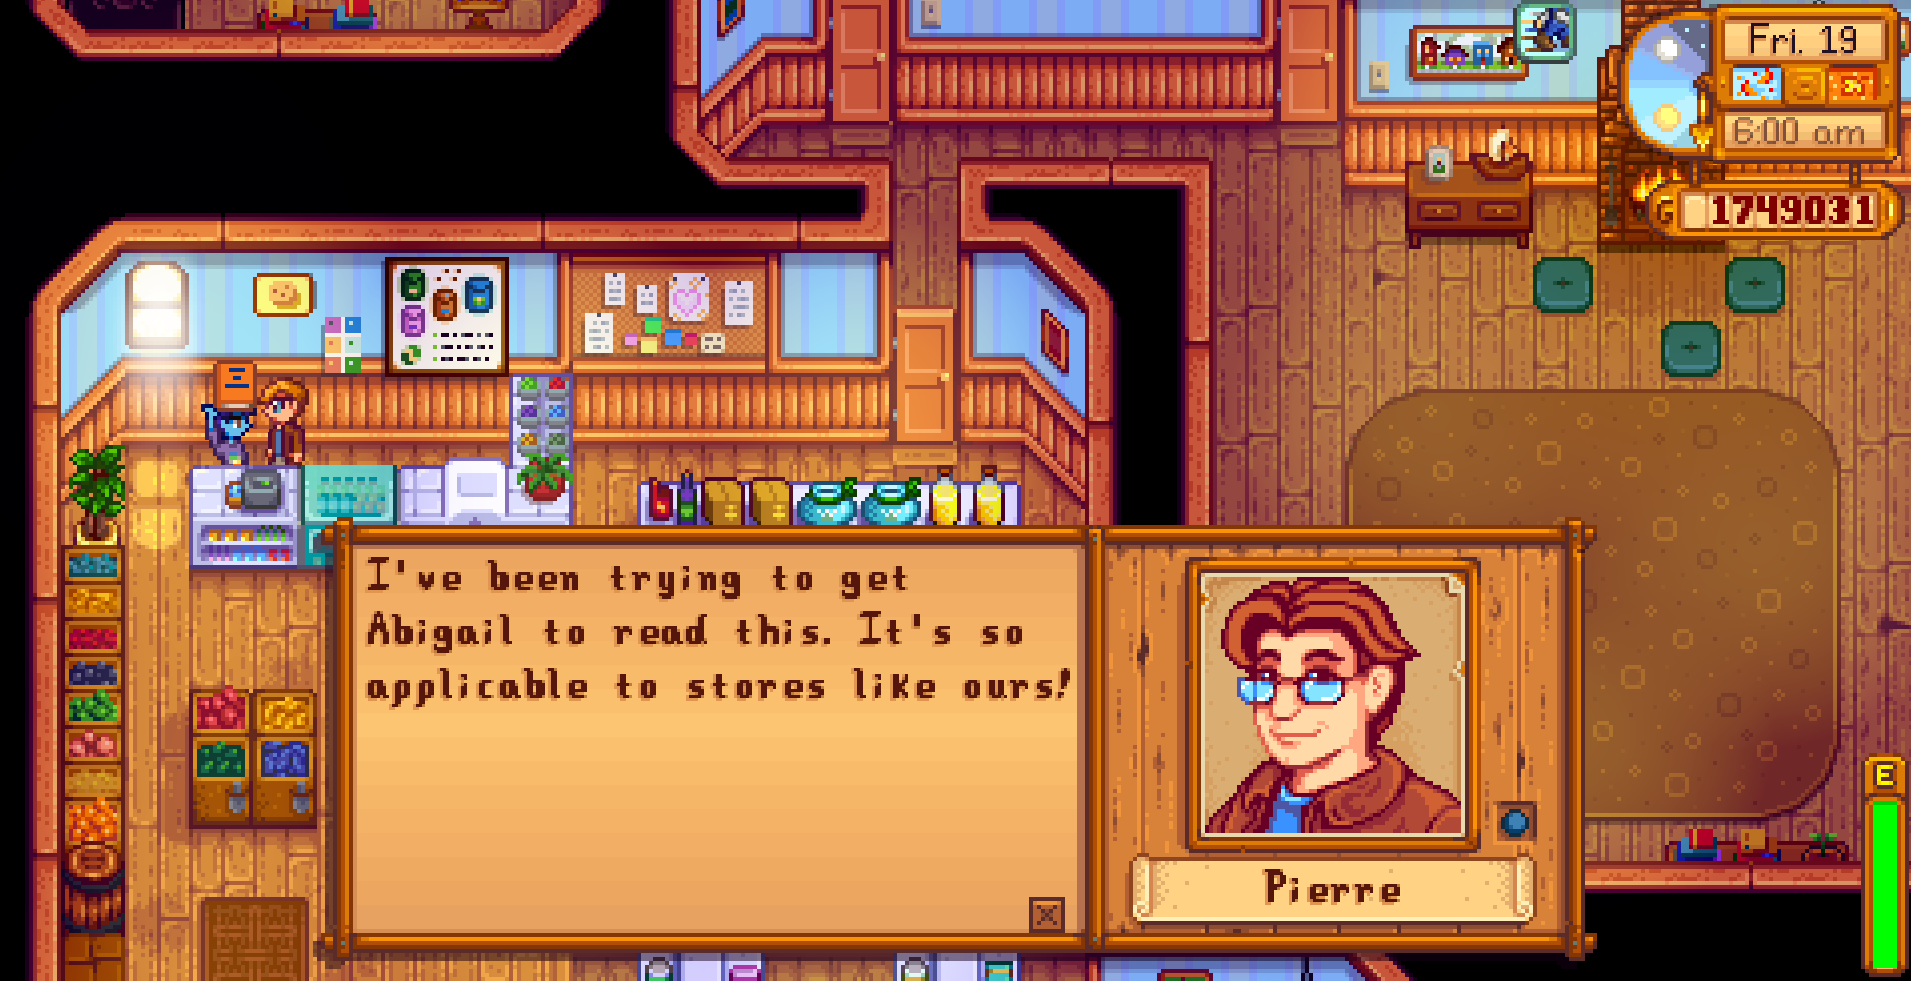 Fri. 19
6:00 am
1749031
I've been trying to get
Abigail to read this. It's so
applicable to stores like ours!
Pierre
E